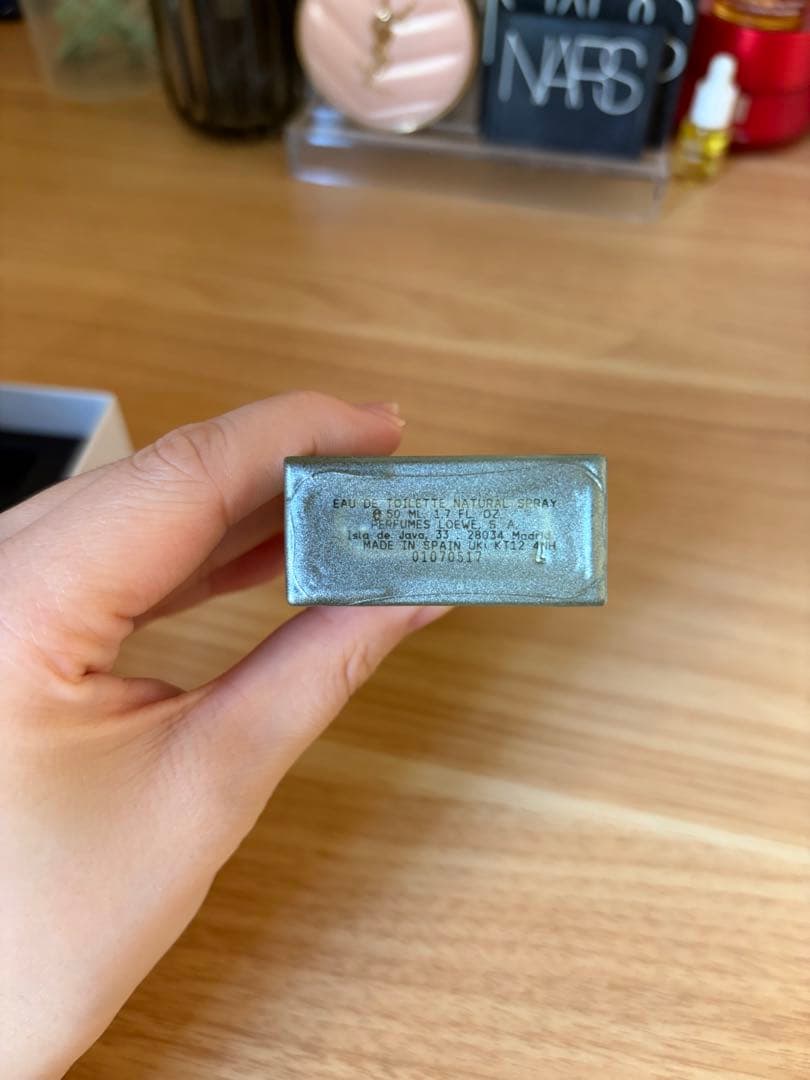 NARS
EAU DE TOILETTE NATURAL SPRAY
50 ML 1.7 FL. OZ.
PERFUMES LOEWE, S. A.
Isla de Java, 33 . 28034 Madrid
MADE IN SPAIN UK: KT12 4HH
01070517